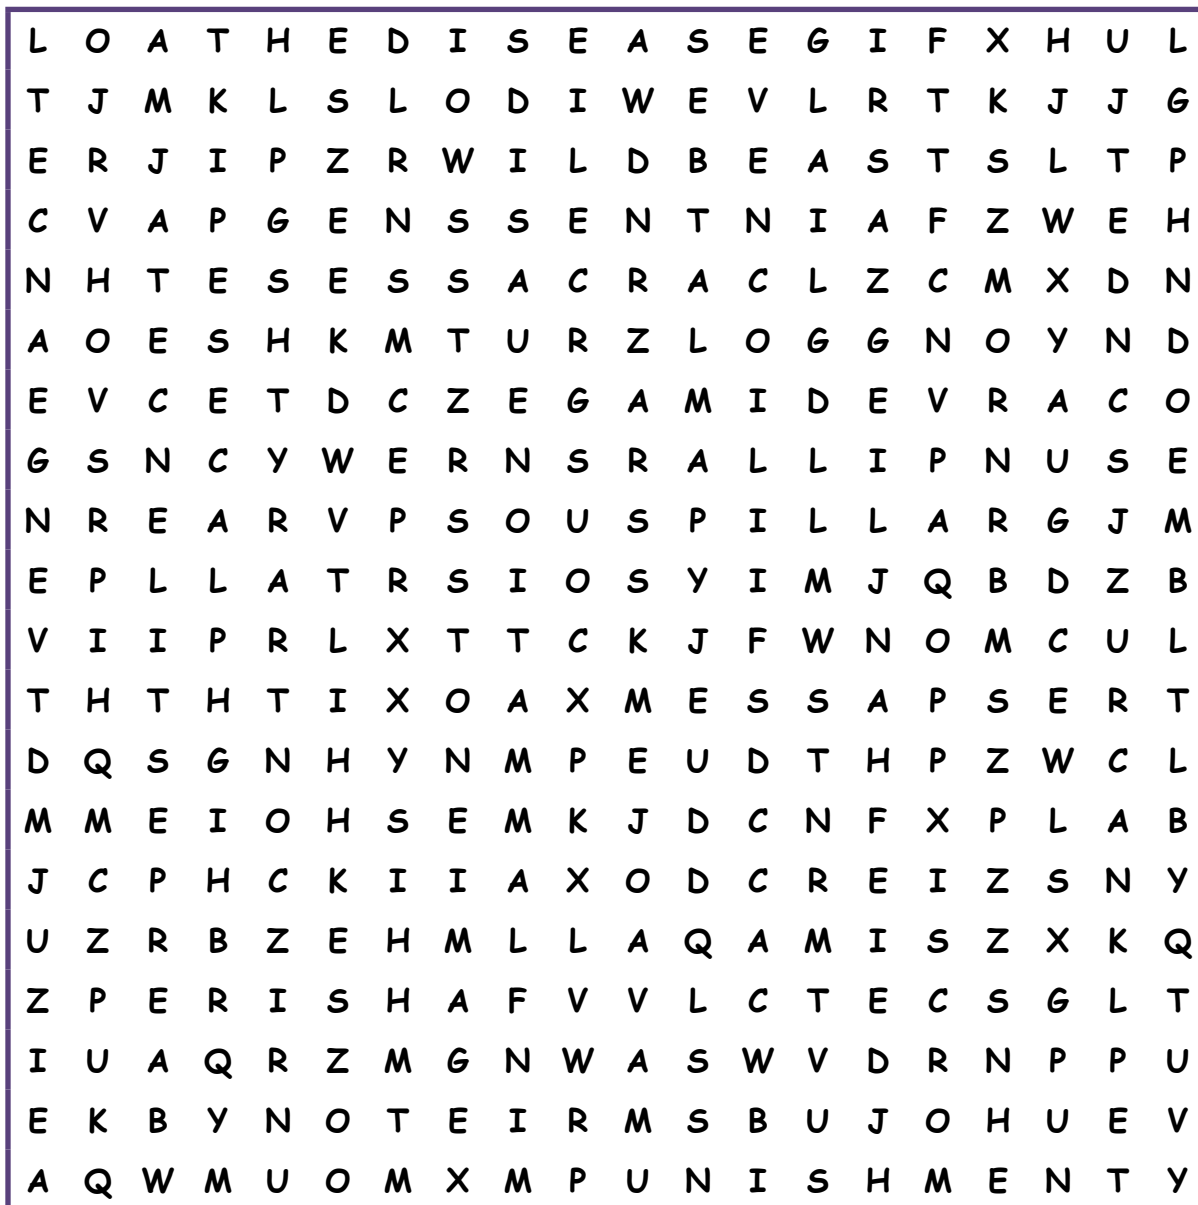 L O A T H E D I S E A S E G I F X H U L
T J M K L S L O D I W E V L R T K J J G
E R J I P Z R W I L D B E A S T S L T P
C V A P G E N S S E N T N I A F Z W E H
N H T E S E S S A C R A C L Z C M X D N
A O E S H K M T U R Z L O G G N O Y N D
E V C E T D C Z E G A M I D E V R A C O
G S N C Y W E R N S R A L L I P N U S E
N R E A R V P S O U S P I L L A R G J M
E P L L A T R S I O S Y I M J Q B D Z B
V I I P R L X T T C K J F W N O M C U L
T H T H T I X O A X M E S S A P S E R T
D Q S G N H Y N M P E U D T H P Z W C L
M M E I O H S E M K J D C N F X P L A B
J C P H C K I I A X O D C R E I Z S N Y
U Z R B Z E H M L L A Q A M I S Z X K Q
Z P E R I S H A F V V L C T E C S G L T
I U A Q R Z M G N W A S W V D R N P P U
E K B Y N O T E I R M S B U J O H U E V
A Q W M U O M X M P U N I S H M E N T Y